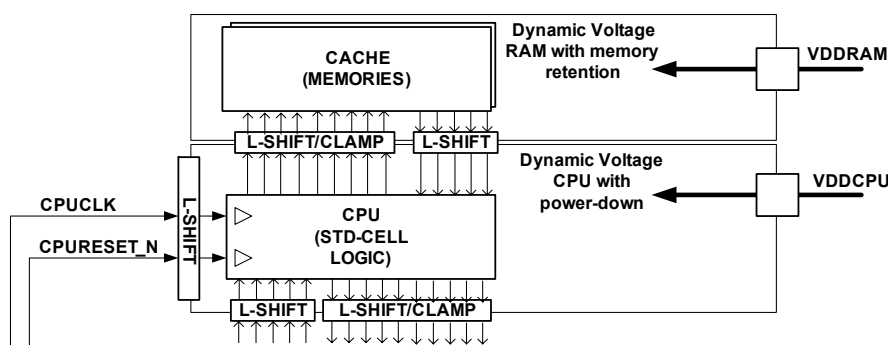 CACHE
(MEMORIES)
Dynamic Voltage
RAM with memory
retention
VDDRAM
L-SHIFT/CLAMP
L-SHIFT
Dynamic Voltage
CPU with
power-down
VDDCPU
CPUCLK
CPURESET_N
L-SHIFT
CPU
(STD-CELL
LOGIC)
L-SHIFT
L-SHIFT/CLAMP